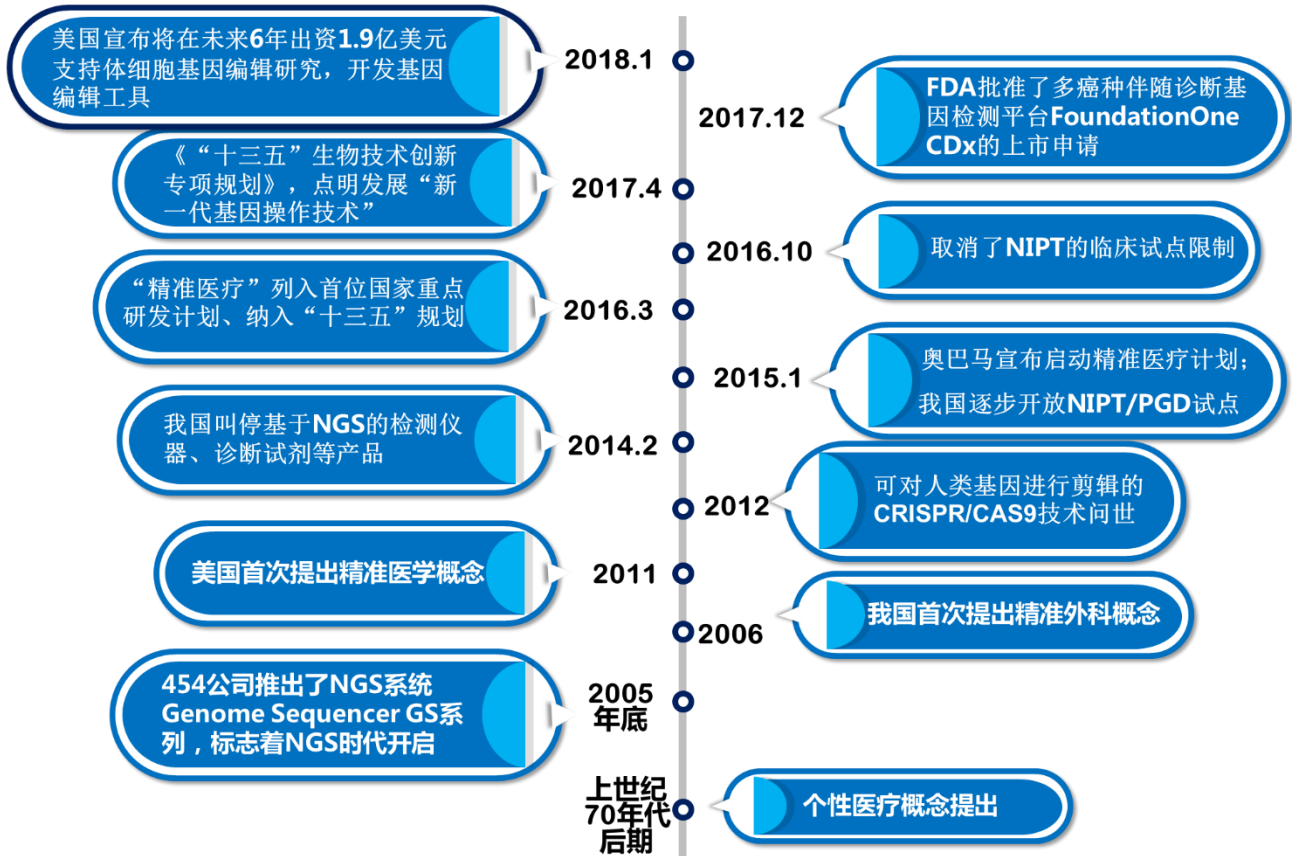 美国宣布将在未来6年出资1.9亿美元
支持体细胞基因编辑研究，开发基因
编辑工具
2018.1
2017.12
FDA批准了多癌种伴随诊断基
因检测平台FoundationOne
CDx的上市申请
《“十三五”生物技术创新
专项规划》，点明发展“新
一代基因操作技术”
2017.4
2016.10
取消了NIPT的临床试点限制
“精准医疗”列入首位国家重点
研发计划、纳入“十三五”规划
2016.3
2015.1
奥巴马宣布启动精准医疗计划；
我国逐步开放NIPT/PGD试点
我国叫停基于NGS的检测仪
器、诊断试剂等产品
2014.2
2012
可对人类基因进行剪辑的
CRISPR/CAS9技术问世
美国首次提出精准医学概念
2011
2006
我国首次提出精准外科概念
454公司推出了NGS系统
Genome Sequencer GS系
列，标志着NGS时代开启
2005
年底
上世纪
70年代
后期
个性医疗概念提出